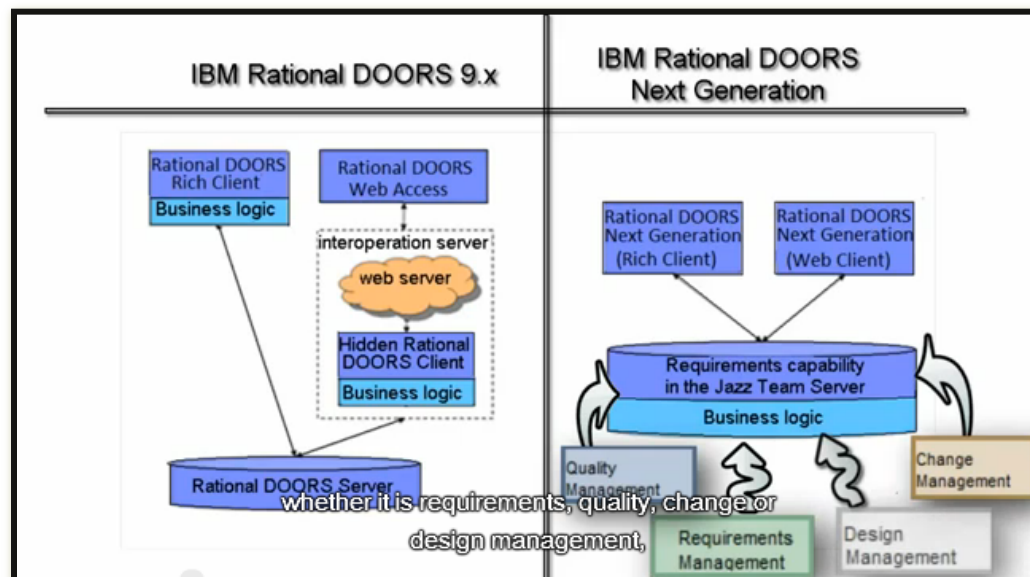 IBM Rational DOORS 9.x
IBM Rational DOORS
Next Generation
Rational DOORS
Rich Client
Business logic
Rational DOORS
Web Access
interoperation server
web server
Hidden Rational
DOORS Client
Business logic
Rational DOORS Server
Rational DOORS
Next Generation
(Rich Client)
Rational DOORS
Next Generation
(Web Client)
Requirements capability
in the Jazz Team Server
Business logic
Quality
Management
Requirements
Management
Design
Management
Change
Management
whether it is requirements, quality, change or
design management,